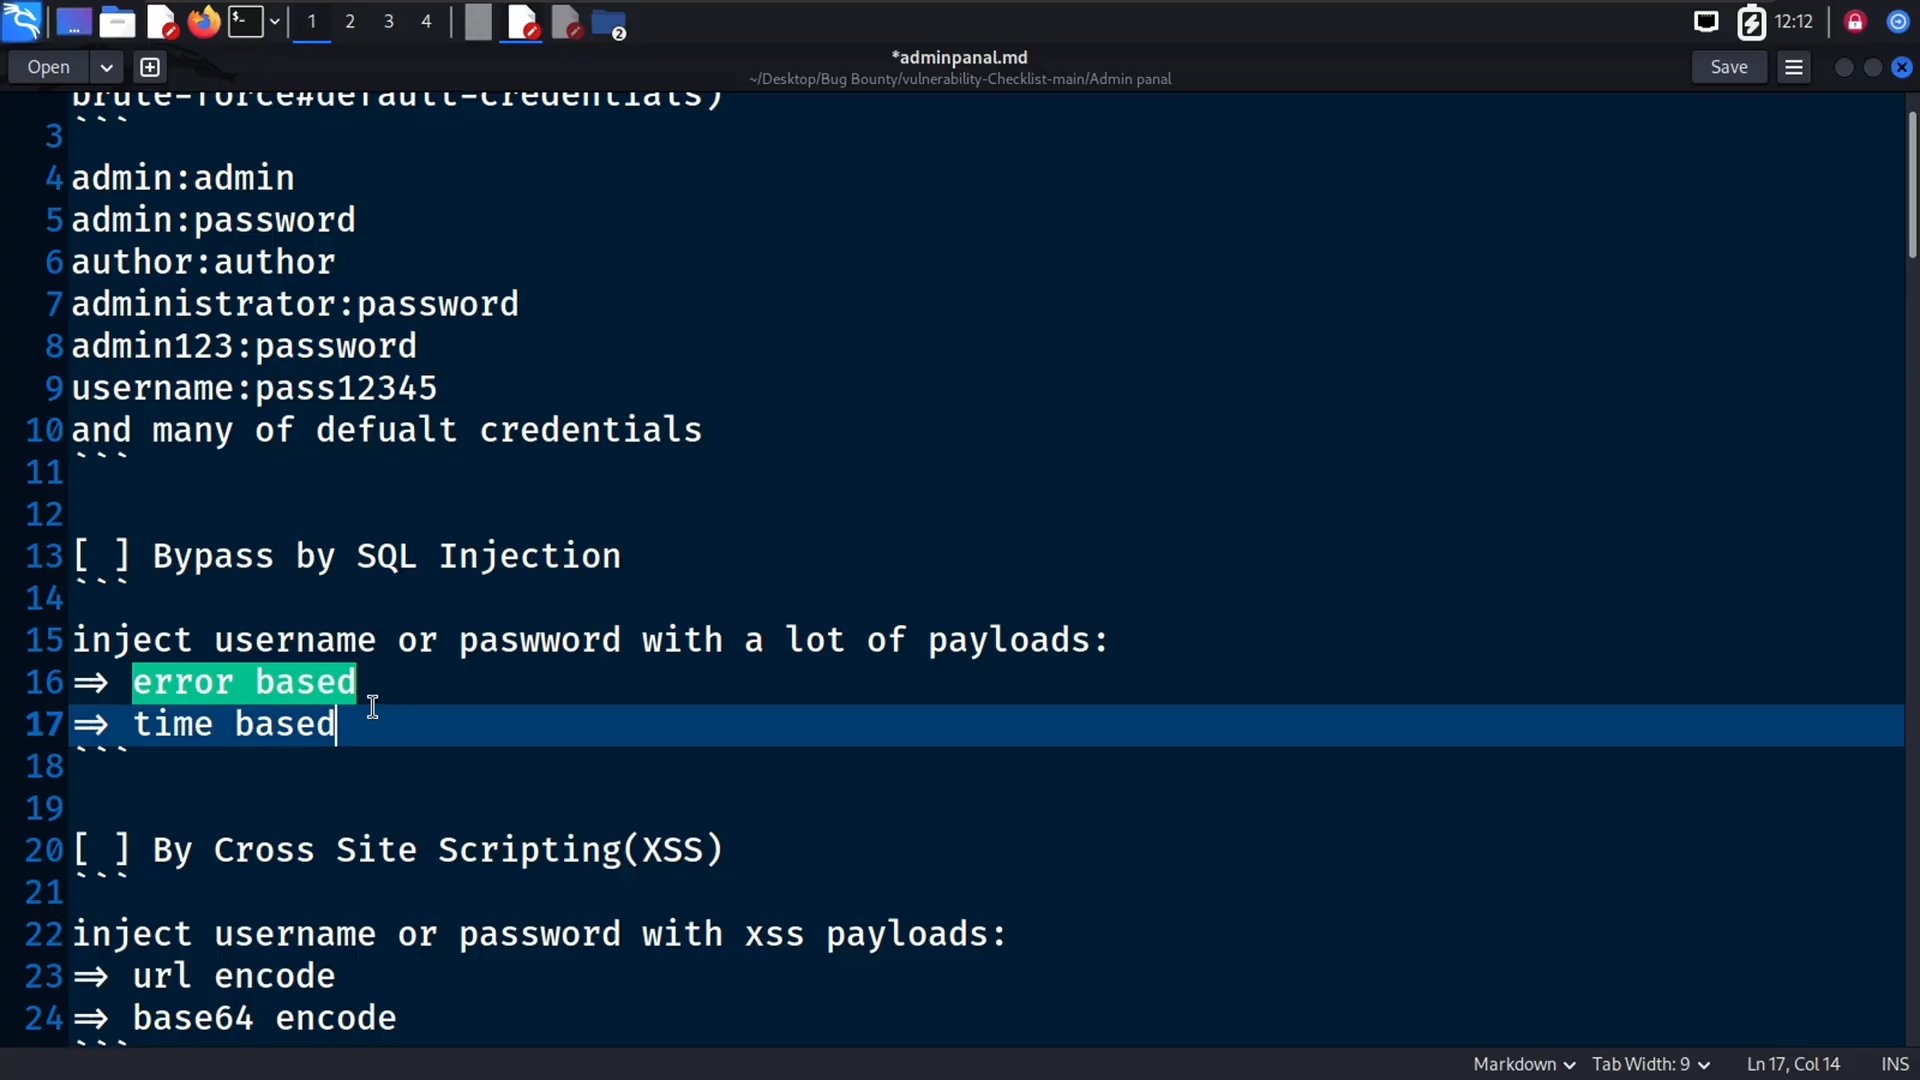 1 2 3 4
2
12:12
Open
*adminpanal.md
~/Desktop/Bug Bounty/vulnerability-Checklist-main/Admin panal
Save
brute-force#default-credentials)
3 ```
4 admin:admin
5 admin:password
6 author:author
7 administrator:password
8 admin123:password
9 username:pass12345
10 and many of defualt credentials
11 ```
12
13 [ ] Bypass by SQL Injection
14 ```
15 inject username or paswword with a lot of payloads:
16 => error based
17 => time based
18 ```
19
20 [ ] By Cross Site Scripting(XSS)
21 ```
22 inject username or password with xss payloads:
23 => url encode
24 => base64 encode
```
Markdown Tab Width: 9 Ln 17, Col 14 INS